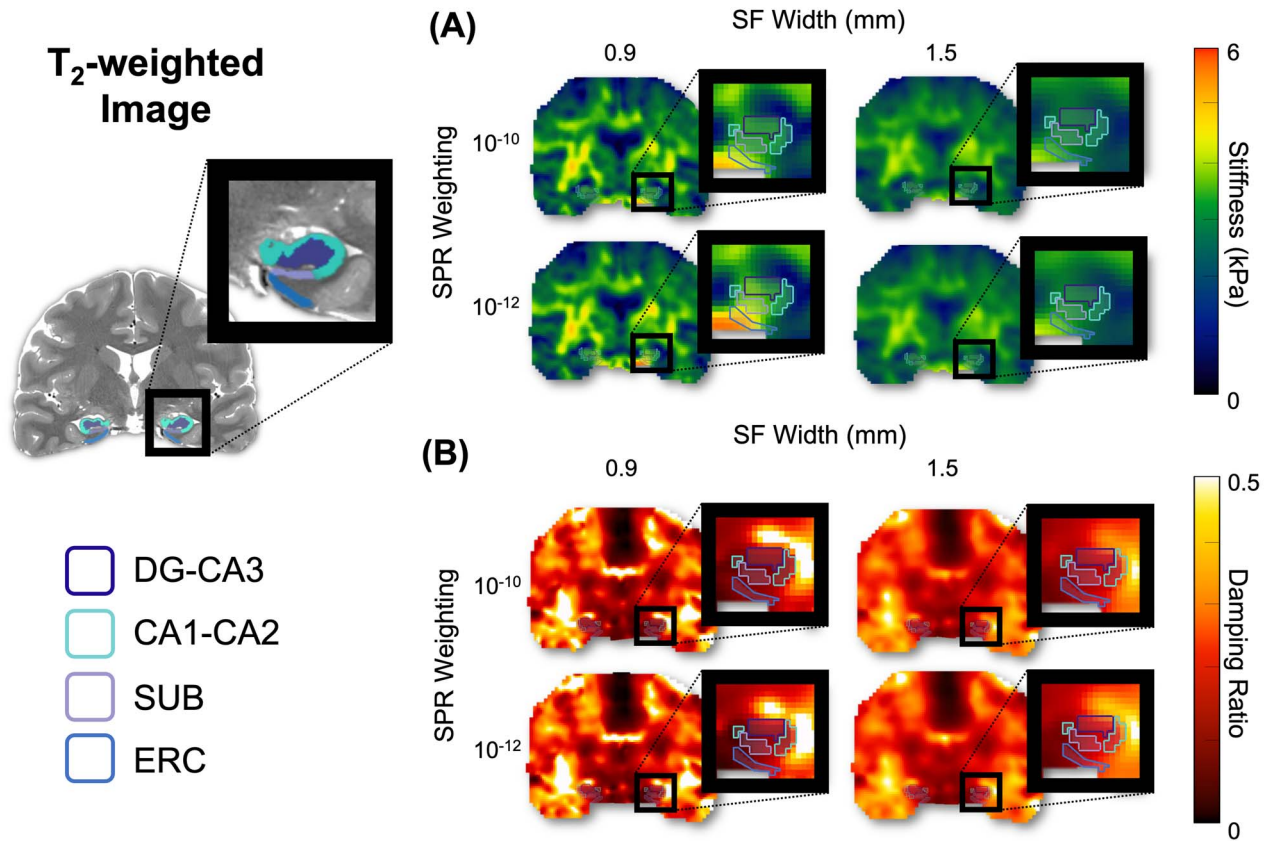 T₂-weighted
Image
DG-CA3
CA1-CA2
SUB
ERC
(A)
SF Width (mm)
0.9 1.5
SPR Weighting
10⁻¹⁰
10⁻¹²
6
Stiffness (kPa)
0
(B)
SF Width (mm)
0.9 1.5
SPR Weighting
10⁻¹⁰
10⁻¹²
0.5
Damping Ratio
0